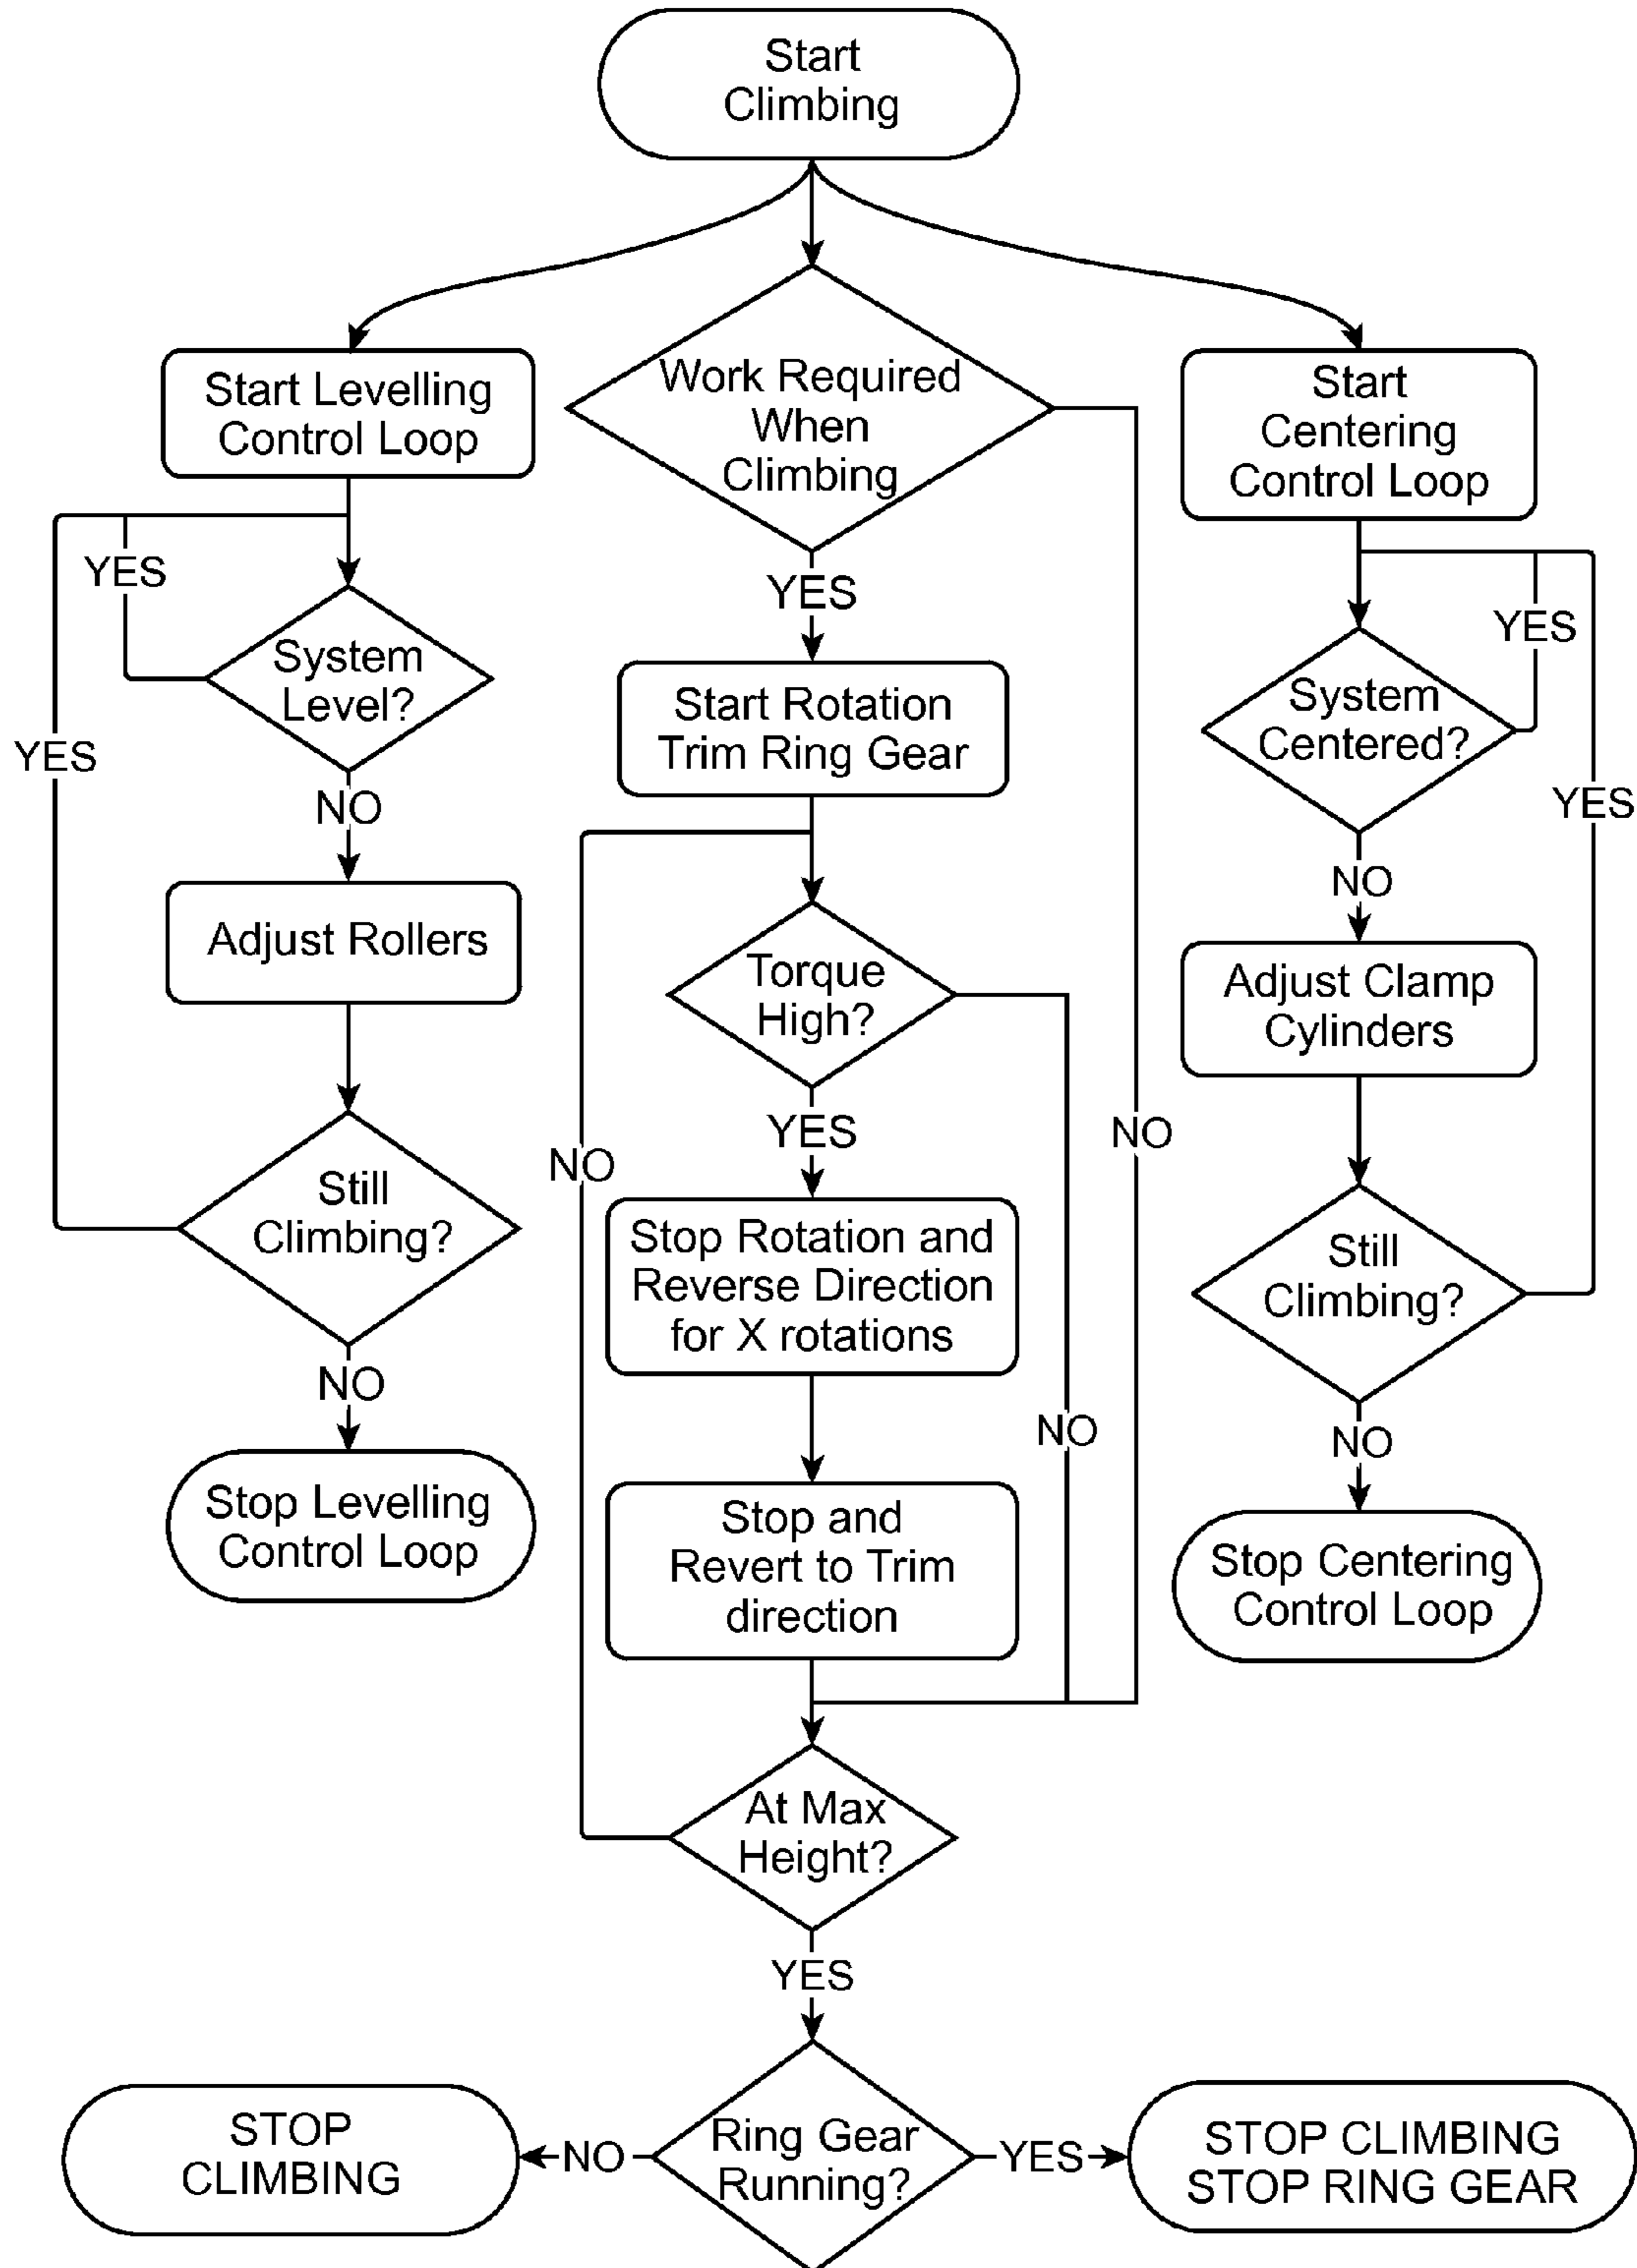 Start
Climbing
Start Levelling
Control Loop
YES
System
Level?
YES
NO
Adjust Rollers
Still
Climbing?
NO
Stop Levelling
Control Loop
Work Required
When
Climbing
YES
Start Rotation
Trim Ring Gear
Torque
High?
YES
NO
NO
Stop Rotation and
Reverse Direction
for X rotations
NO
Stop and
Revert to Trim
direction
At Max
Height?
YES
Ring Gear
Running?
NO
STOP
CLIMBING
YES
STOP CLIMBING
STOP RING GEAR
Start
Centering
Control Loop
YES
System
Centered?
YES
NO
Adjust Clamp
Cylinders
Still
Climbing?
NO
Stop Centering
Control Loop